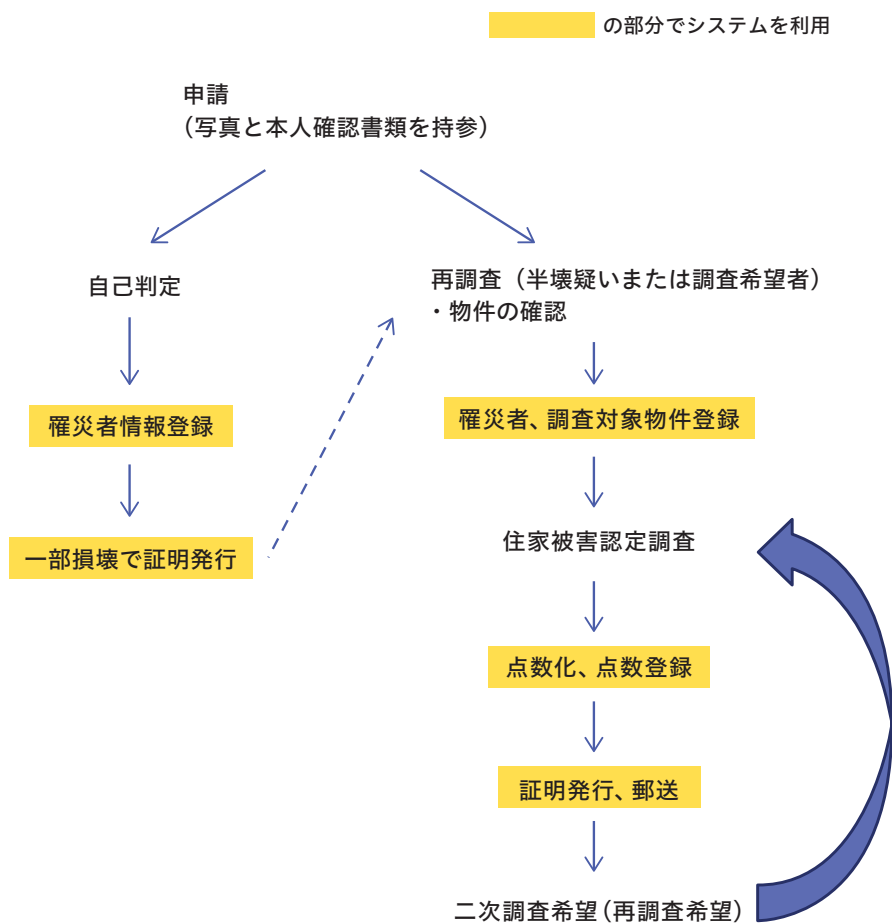 の部分でシステムを利用
申請
（写真と本人確認書類を持参）
自己判定
再調査（半壊疑いまたは調査希望者）
・物件の確認
罹災者情報登録
罹災者、調査対象物件登録
一部損壊で証明発行
住家被害認定調査
点数化、点数登録
証明発行、郵送
二次調査希望（再調査希望）